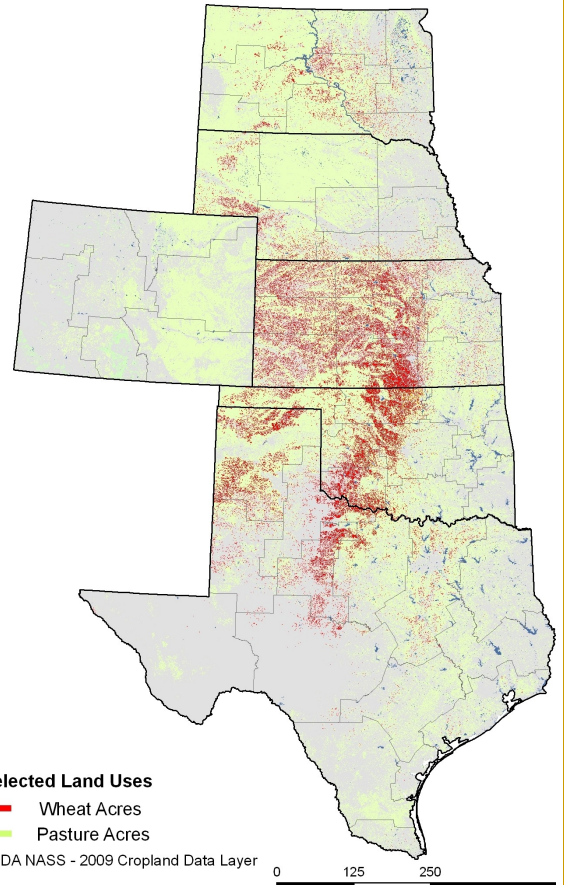 elected Land Uses
Wheat Acres
Pasture Acres
DA NASS - 2009 Cropland Data Layer
0 125 250